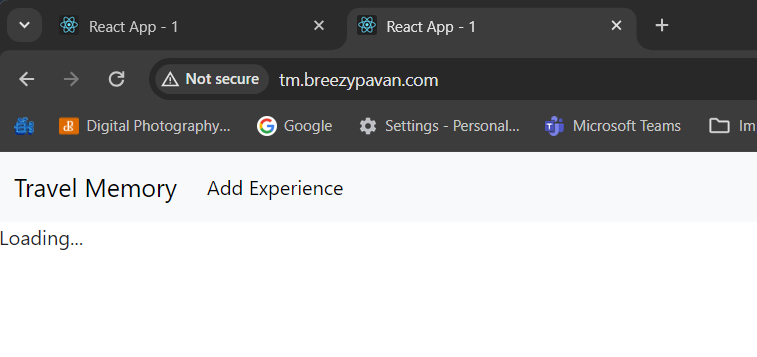 React App - 1
React App - 1
Not secure tm.breezypavan.com
dR Digital Photography... Google Settings - Personal... Microsoft Teams Im
Travel Memory Add Experience
Loading...